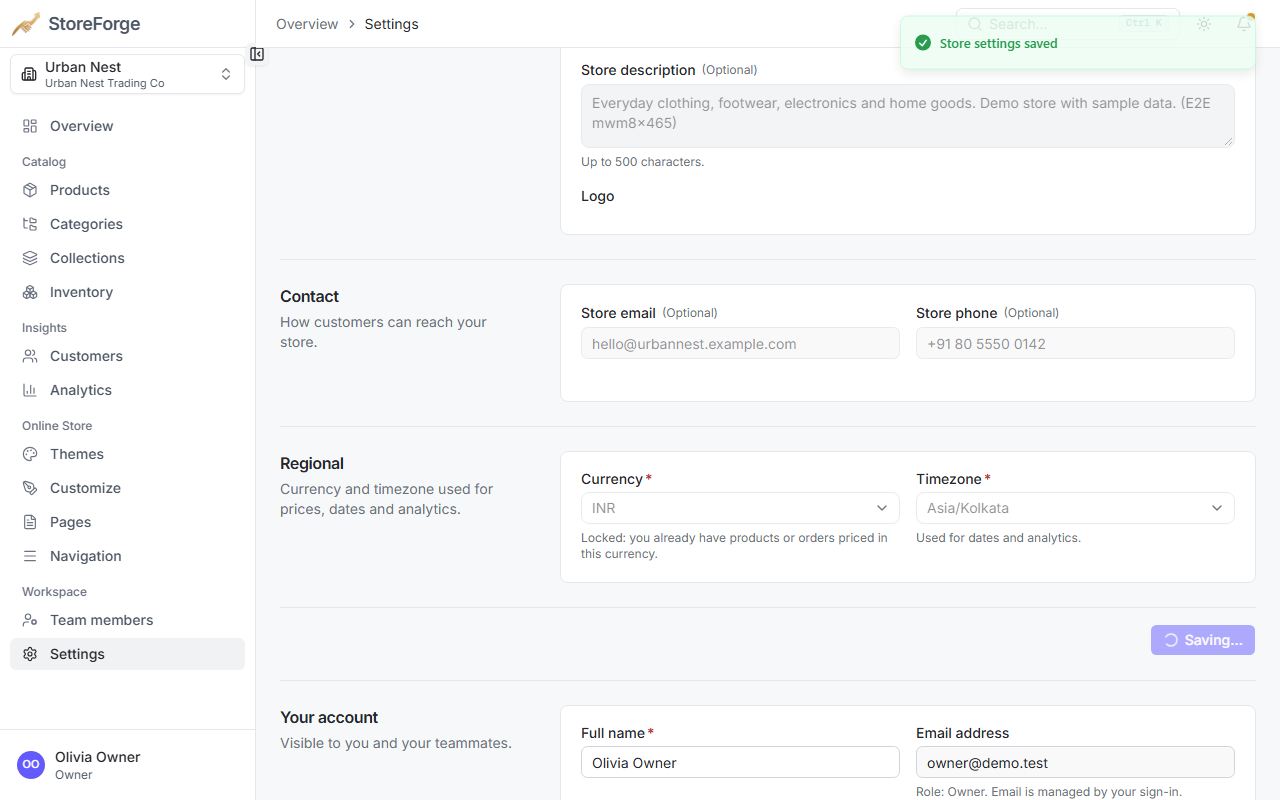 StoreForge
Overview > Settings
Search...
Ctrl K
Store settings saved
Urban Nest
Urban Nest Trading Co
Overview
Catalog
Products
Categories
Collections
Inventory
Insights
Customers
Analytics
Online Store
Themes
Customize
Pages
Navigation
Workspace
Team members
Settings
OO
Olivia Owner
Owner
Store description (Optional)
Everyday clothing, footwear, electronics and home goods. Demo store with sample data. (E2E
mwm8×465)
Up to 500 characters.
Logo
Contact
How customers can reach your
store.
Store email (Optional)
hello@urbannest.example.com
Store phone (Optional)
+91 80 5550 0142
Regional
Currency and timezone used for
prices, dates and analytics.
Currency*
INR
Locked: you already have products or orders priced in
this currency.
Timezone*
Asia/Kolkata
Used for dates and analytics.
Saving...
Your account
Visible to you and your teammates.
Full name*
Olivia Owner
Email address
owner@demo.test
Role: Owner. Email is managed by your sign-in.